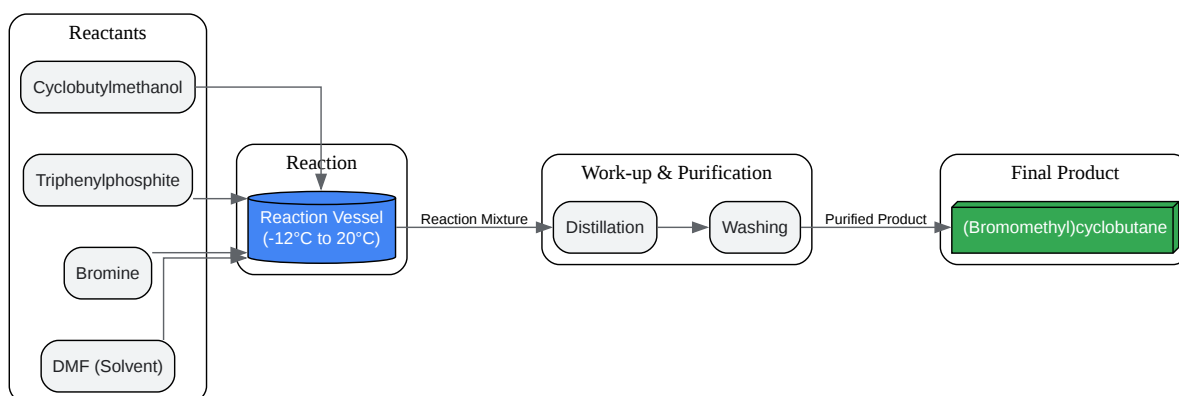 Reactants
Cyclobutylmethanol
Triphenylphosphite
Bromine
DMF (Solvent)
Reaction
Reaction Vessel
(-12°C to 20°C)
Reaction Mixture
Work-up & Purification
Distillation
Washing
Purified Product
Final Product
(Bromomethyl)cyclobutane